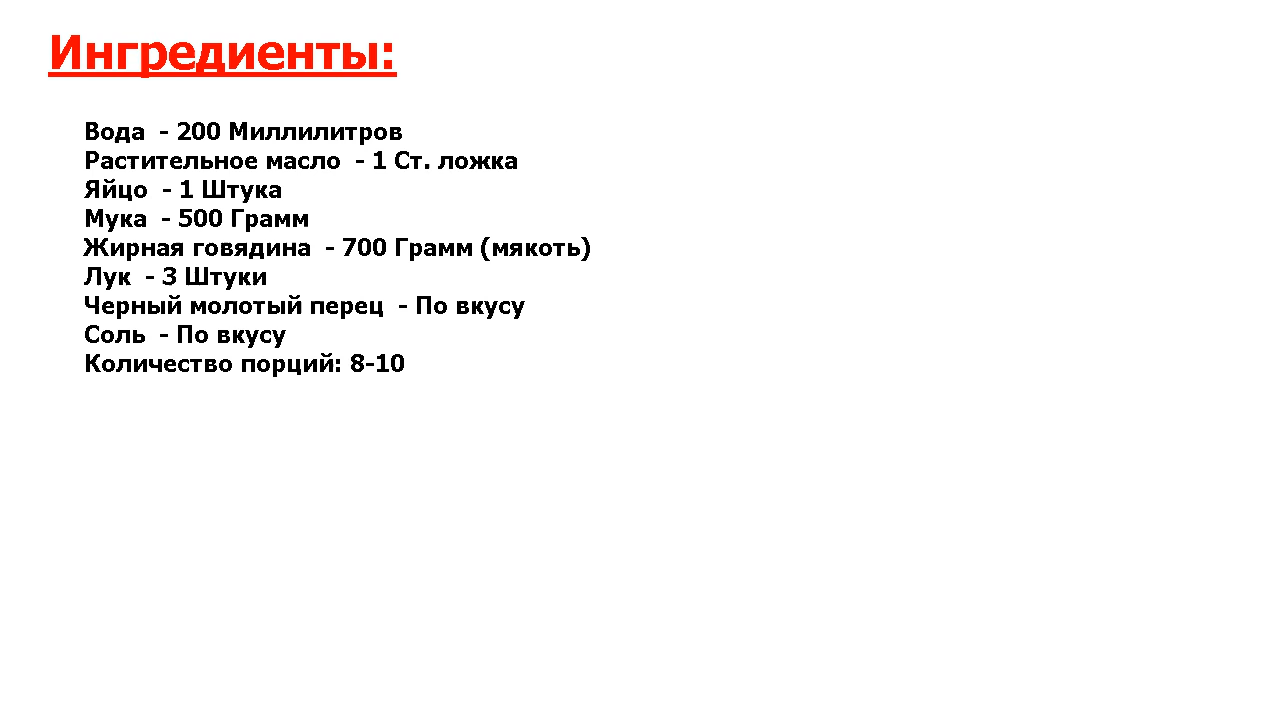 Ингредиенты:
Вода  - 200 Миллилитров
Растительное масло  - 1 Ст. ложка
Яйцо  - 1 Штука
Мука  - 500 Грамм
Жирная говядина  - 700 Грамм (мякоть)
Лук  - 3 Штуки
Черный молотый перец  - По вкусу
Соль  - По вкусу
Количество порций: 8-10